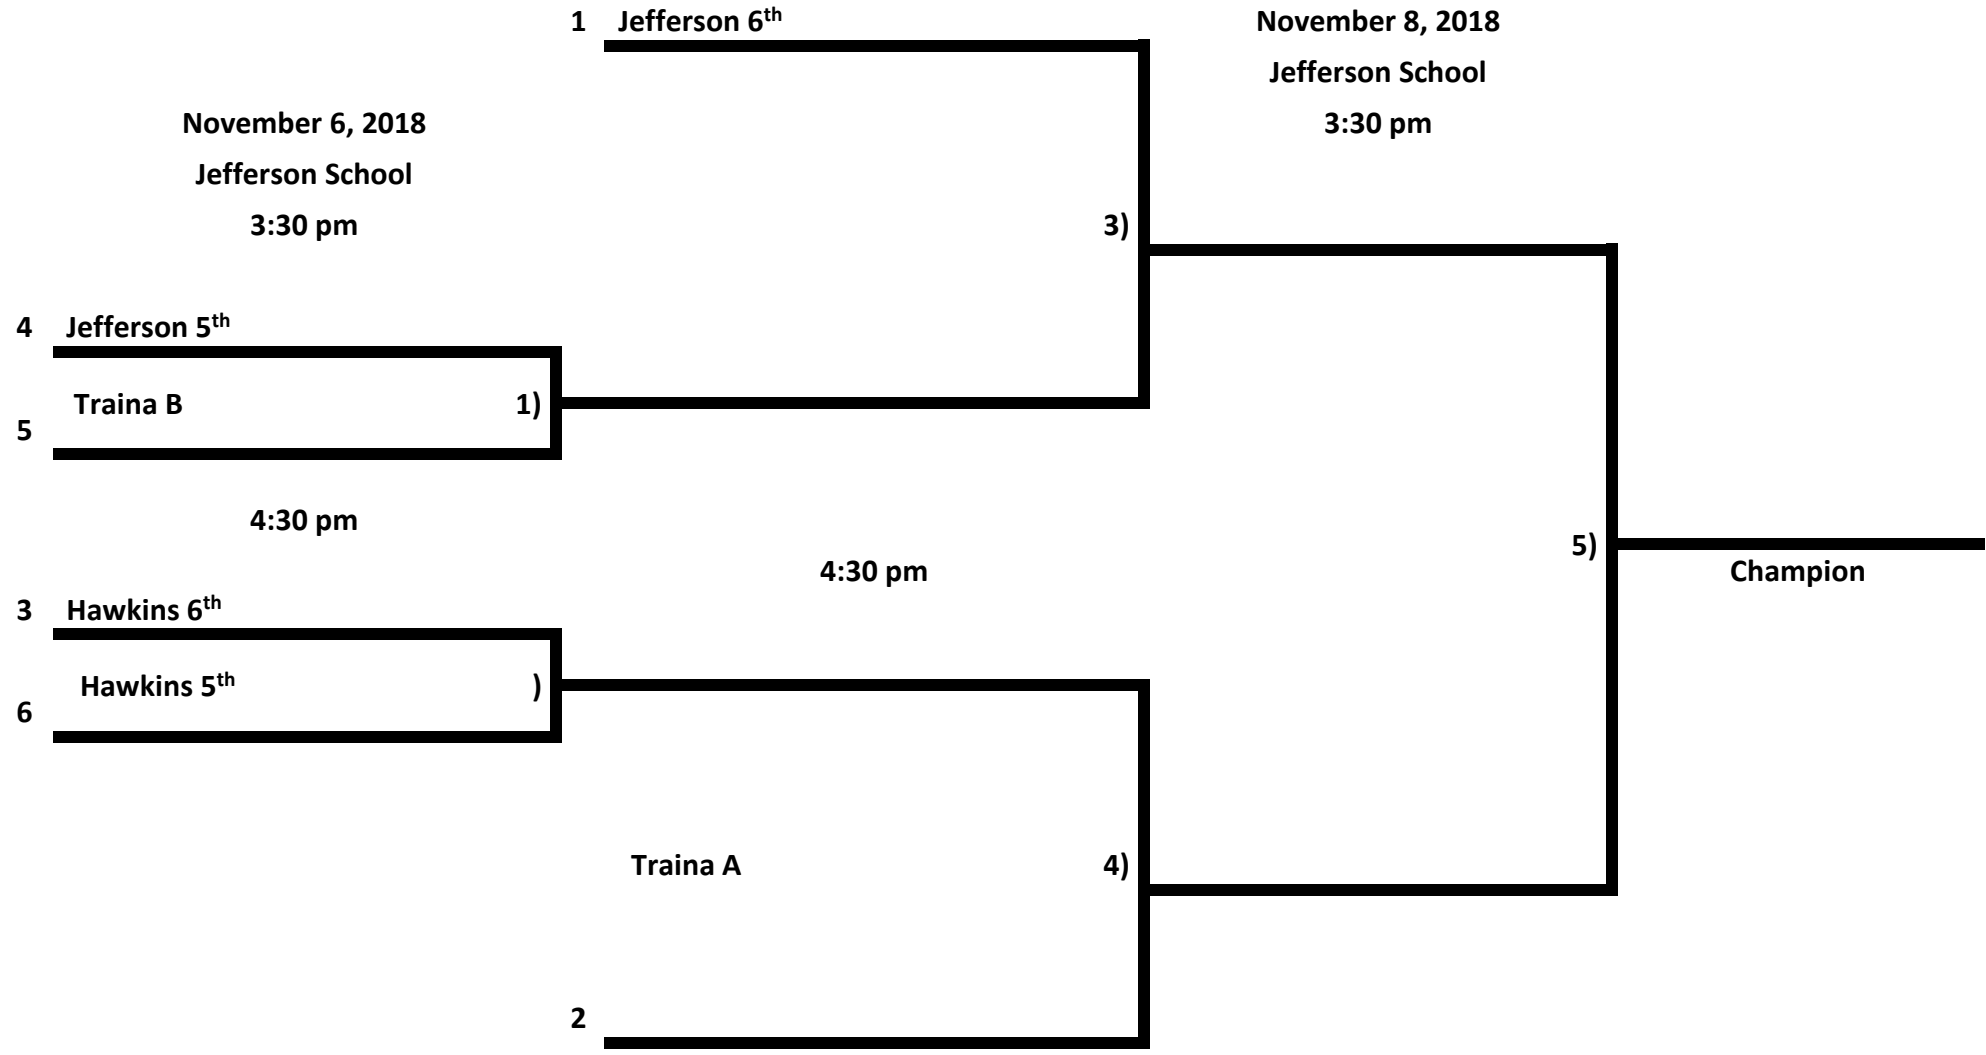 1 Jefferson 6th
November 8, 2018
Jefferson School
3:30 pm
November 6, 2018
Jefferson School
3:30 pm
3)
4 Jefferson 5th
Traina B
1)
5
4:30 pm
5)
4:30 pm
Champion
3 Hawkins 6th
Hawkins 5th
)
6
Traina A
4)
2